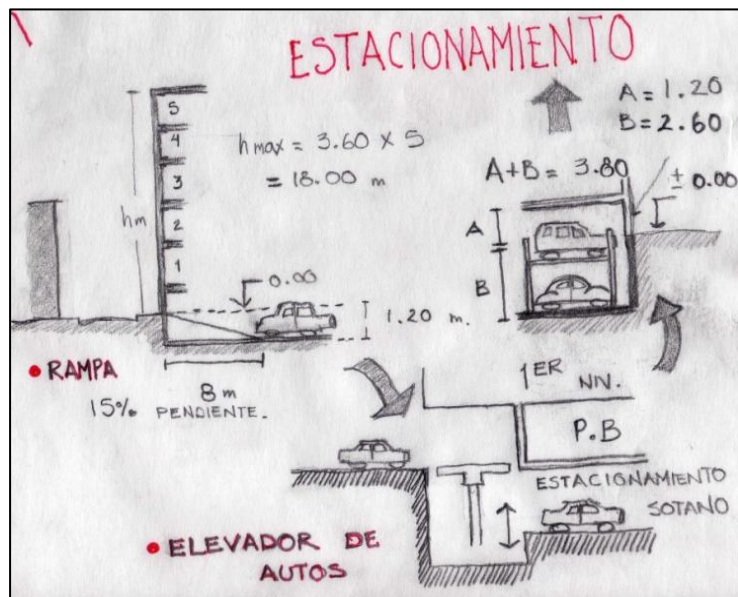 ESTACIONAMIENTO
5
4
3
2
1
hm
h max = 3.60 x 5
= 18.00 m
0.00
1.20 m.
• RAMPA
15%
8m
PENDIENTE.
A = 1.20
B = 2.60
A+B = 3.80
± 0.00
A
B
1ER NIV.
P.B
ESTACIONAMIENTO
SOTANO
• ELEVADOR DE
AUTOS